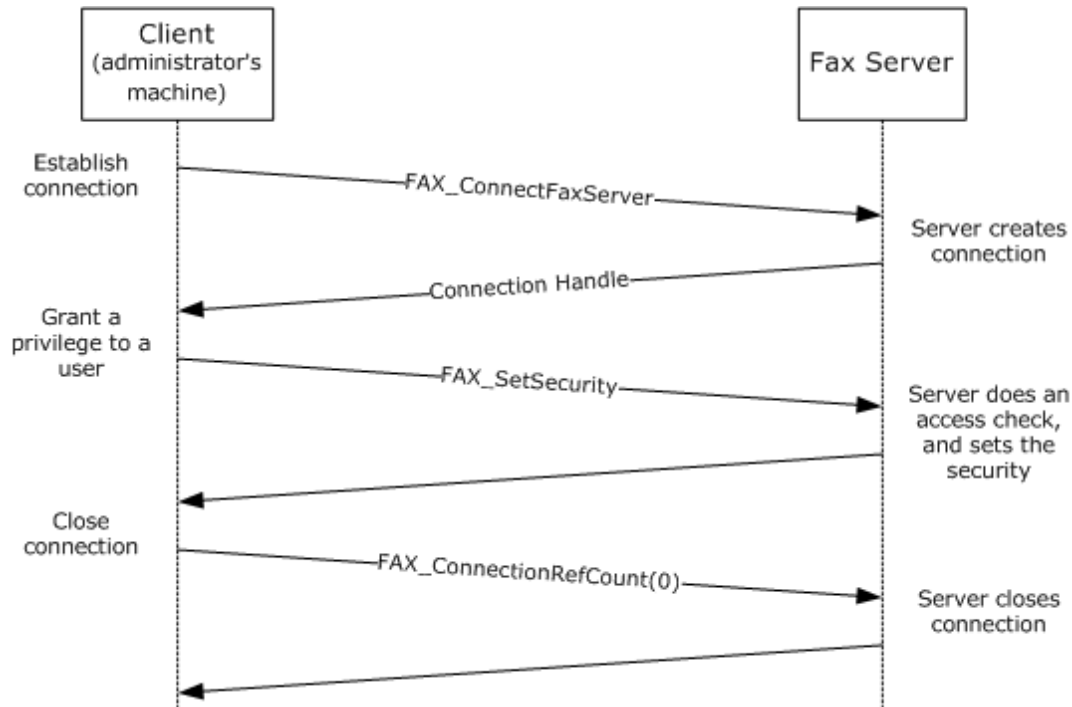 Client
(administrator's
machine)
Fax Server
Establish
connection
FAX_ConnectFaxServer
Server creates
connection
Connection Handle
Grant a
privilege to a
user
FAX_SetSecurity
Server does an
access check,
and sets the
security
Close
connection
FAX_ConnectionRefCount(0)
Server closes
connection